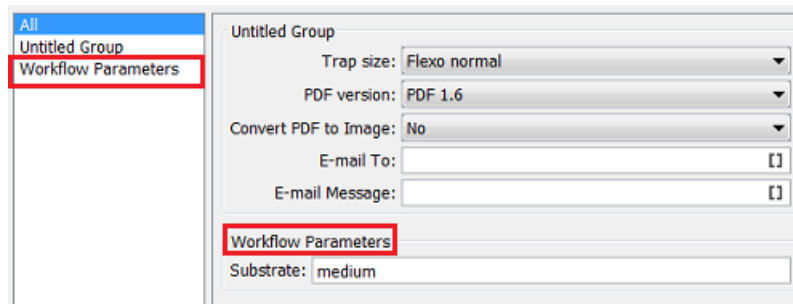 All
Untitled Group
Workflow Parameters
Untitled Group
Trap size: Flexo normal
PDF version: PDF 1.6
Convert PDF to Image: No
E-mail To: []
E-mail Message: []
Workflow Parameters
Substrate: medium